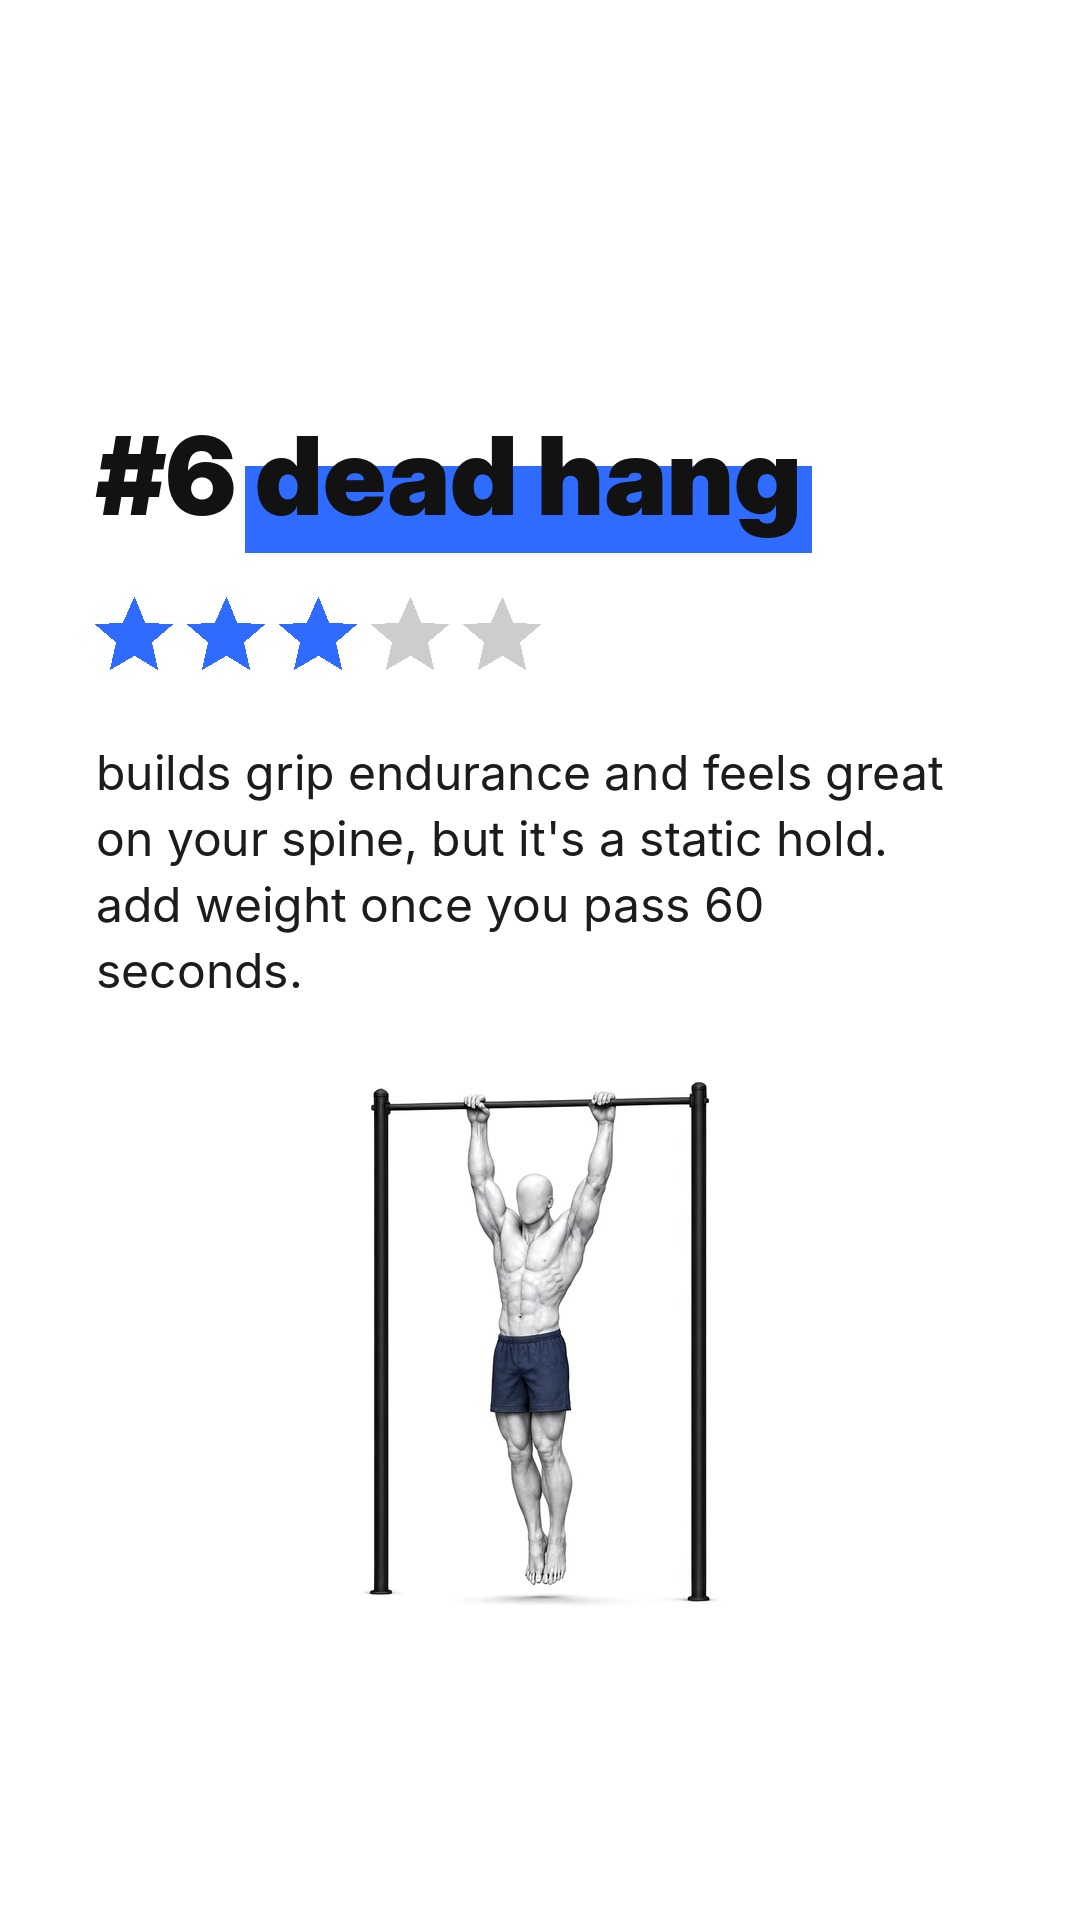 #6 dead hang
builds grip endurance and feels great
on your spine, but it's a static hold.
add weight once you pass 60
seconds.